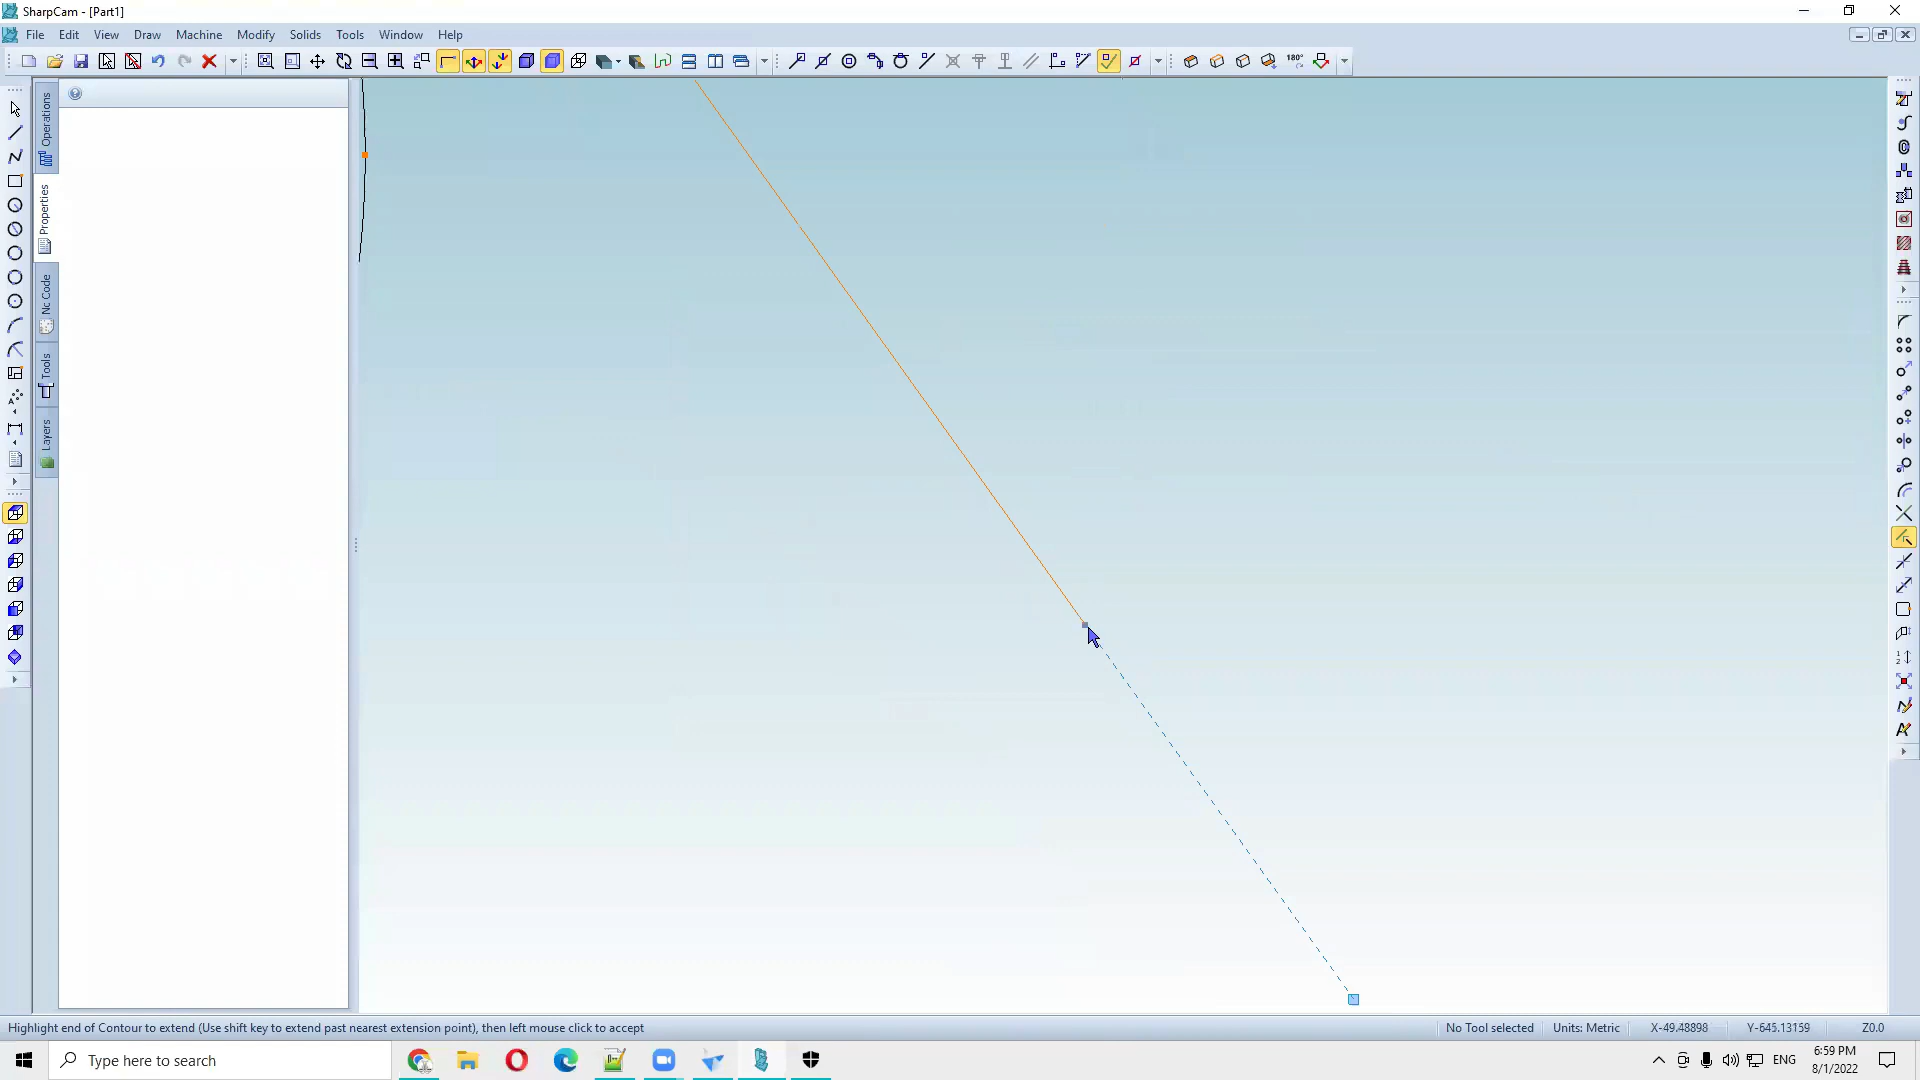 SharpCam - [Part1]
File Edit View Draw Machine Modify Solids Tools Window Help
180°
Operations
Properties
Nc Code
Tools
Layers
Highlight end of Contour to extend (Use shift key to extend past nearest extension point), then left mouse click to accept
No Tool selected Units: Metric X-49.48898 Y-645.13159 Z0.0
Type here to search
ENG
6:59 PM
8/1/2022